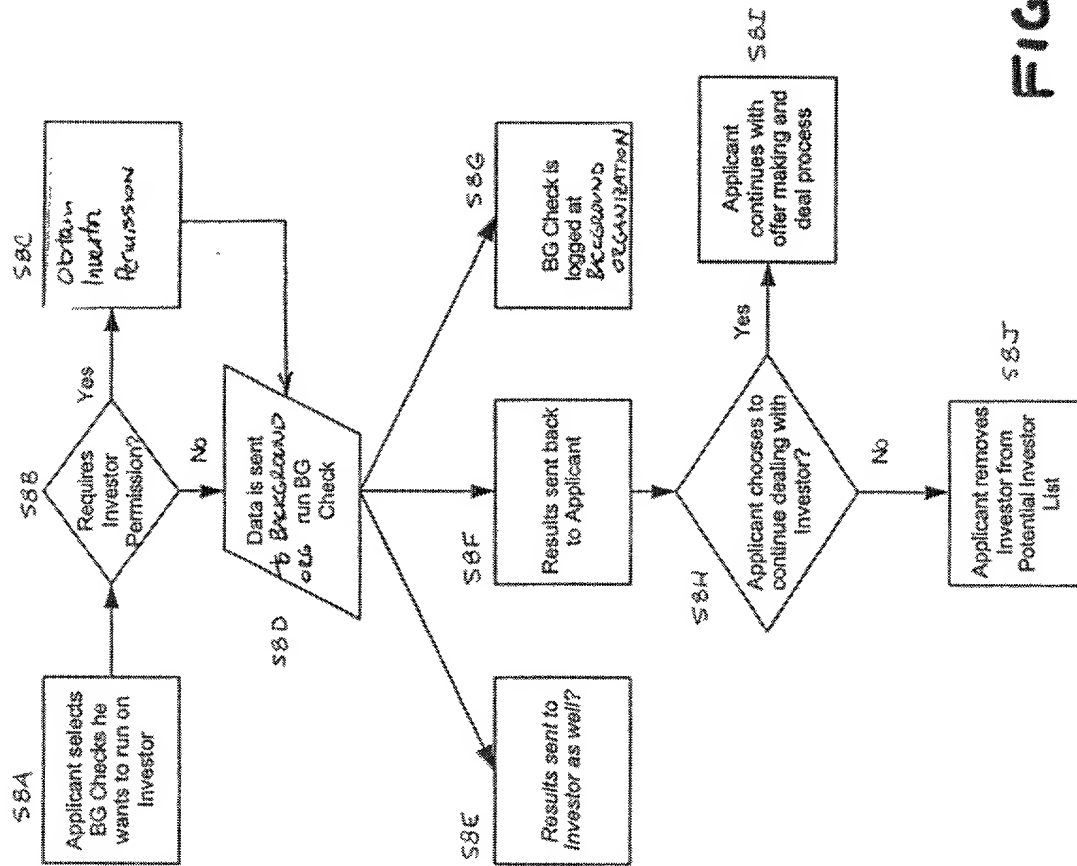 S8A
Applicant selects
BG Checks he
wants to run on
Investor
S8B
Requires
Investor
Permission?
Yes
No
S8C
Obtain
Investr
Permission
S8D
Data is sent
to BACKGROUND
ORG run BG
Check
S8E
Results sent to
Investor as well?
S8F
Results sent back
to Applicant
S8G
BG Check is
logged at
BACKGROUND
ORGANIZATION
S8H
Applicant chooses to
continue dealing with
Investor?
Yes
No
S8I
Applicant
continues with
offer making and
deal process
S8J
Applicant removes
Investor from
Potential Investor
List
FIG